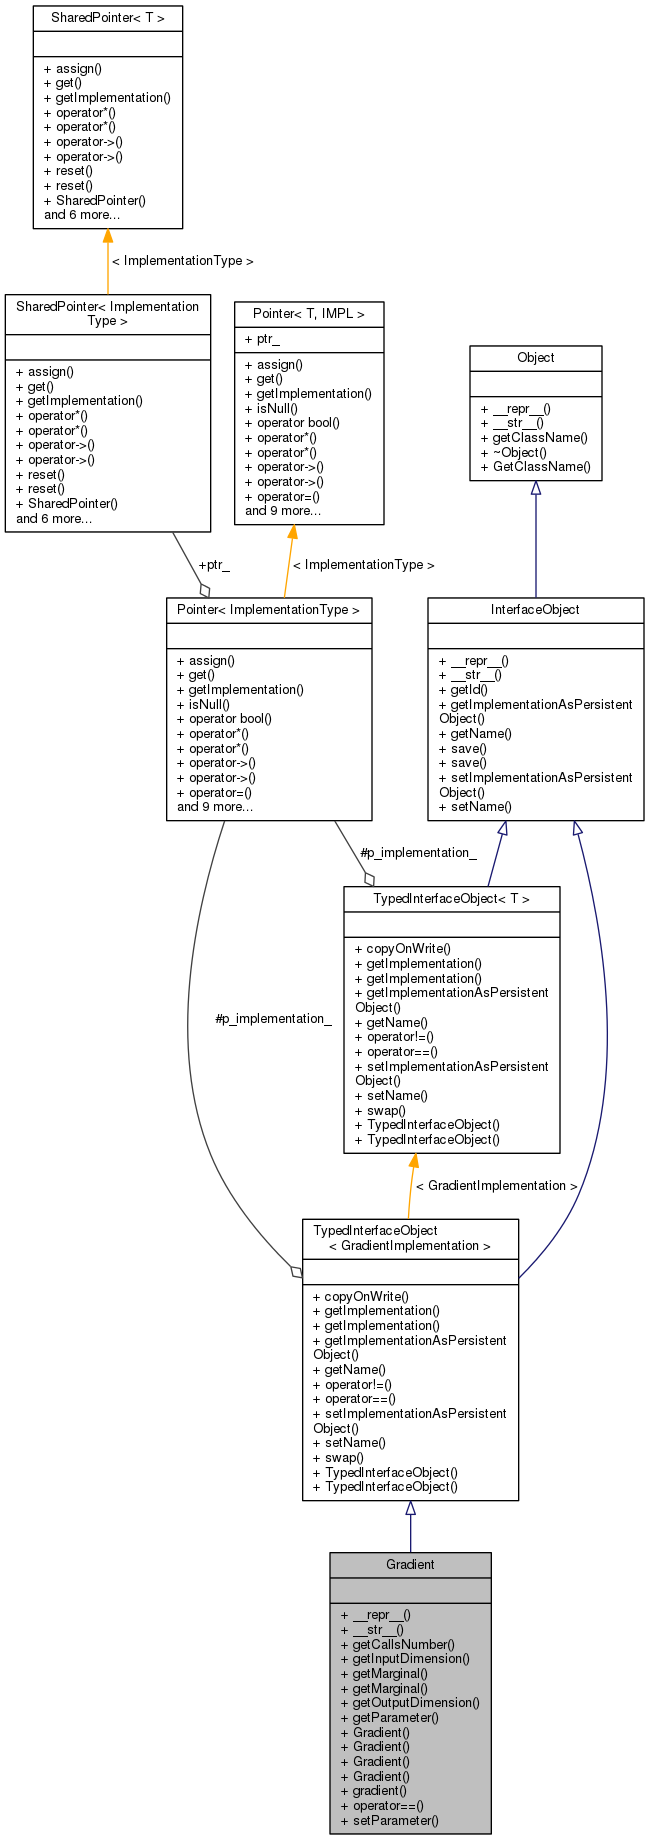 SharedPointer< T >
+ assign()
+ get()
+ getImplementation()
+ operator*()
+ operator*()
+ operator->()
+ operator->()
+ reset()
+ reset()
+ SharedPointer()
and 6 more...
< ImplementationType >
SharedPointer< Implementation
Type >
+ assign()
+ get()
+ getImplementation()
+ operator*()
+ operator*()
+ operator->()
+ operator->()
+ reset()
+ reset()
+ SharedPointer()
and 6 more...
Pointer< T, IMPL >
+ ptr_
+ assign()
+ get()
+ getImplementation()
+ isNull()
+ operator bool()
+ operator*()
+ operator*()
+ operator->()
+ operator->()
+ operator=()
and 9 more...
Object
+ __repr__()
+ __str__()
+ getClassName()
+ ~Object()
+ GetClassName()
+ptr_
< ImplementationType >
Pointer< ImplementationType >
+ assign()
+ get()
+ getImplementation()
+ isNull()
+ operator bool()
+ operator*()
+ operator*()
+ operator->()
+ operator->()
+ operator=()
and 9 more...
InterfaceObject
+ __repr__()
+ __str__()
+ getId()
+ getImplementationAsPersistent
Object()
+ getName()
+ save()
+ save()
+ setImplementationAsPersistent
Object()
+ setName()
#p_implementation_
TypedInterfaceObject< T >
+ copyOnWrite()
+ getImplementation()
+ getImplementation()
+ getImplementationAsPersistent
Object()
+ getName()
+ operator!=()
+ operator==()
+ setImplementationAsPersistent
Object()
+ setName()
+ swap()
+ TypedInterfaceObject()
+ TypedInterfaceObject()
#p_implementation_
< GradientImplementation >
TypedInterfaceObject
< GradientImplementation >
+ copyOnWrite()
+ getImplementation()
+ getImplementation()
+ getImplementationAsPersistent
Object()
+ getName()
+ operator!=()
+ operator==()
+ setImplementationAsPersistent
Object()
+ setName()
+ swap()
+ TypedInterfaceObject()
+ TypedInterfaceObject()
Gradient
+ __repr__()
+ __str__()
+ getCallsNumber()
+ getInputDimension()
+ getMarginal()
+ getMarginal()
+ getOutputDimension()
+ getParameter()
+ Gradient()
+ Gradient()
+ Gradient()
+ Gradient()
+ gradient()
+ operator==()
+ setParameter()